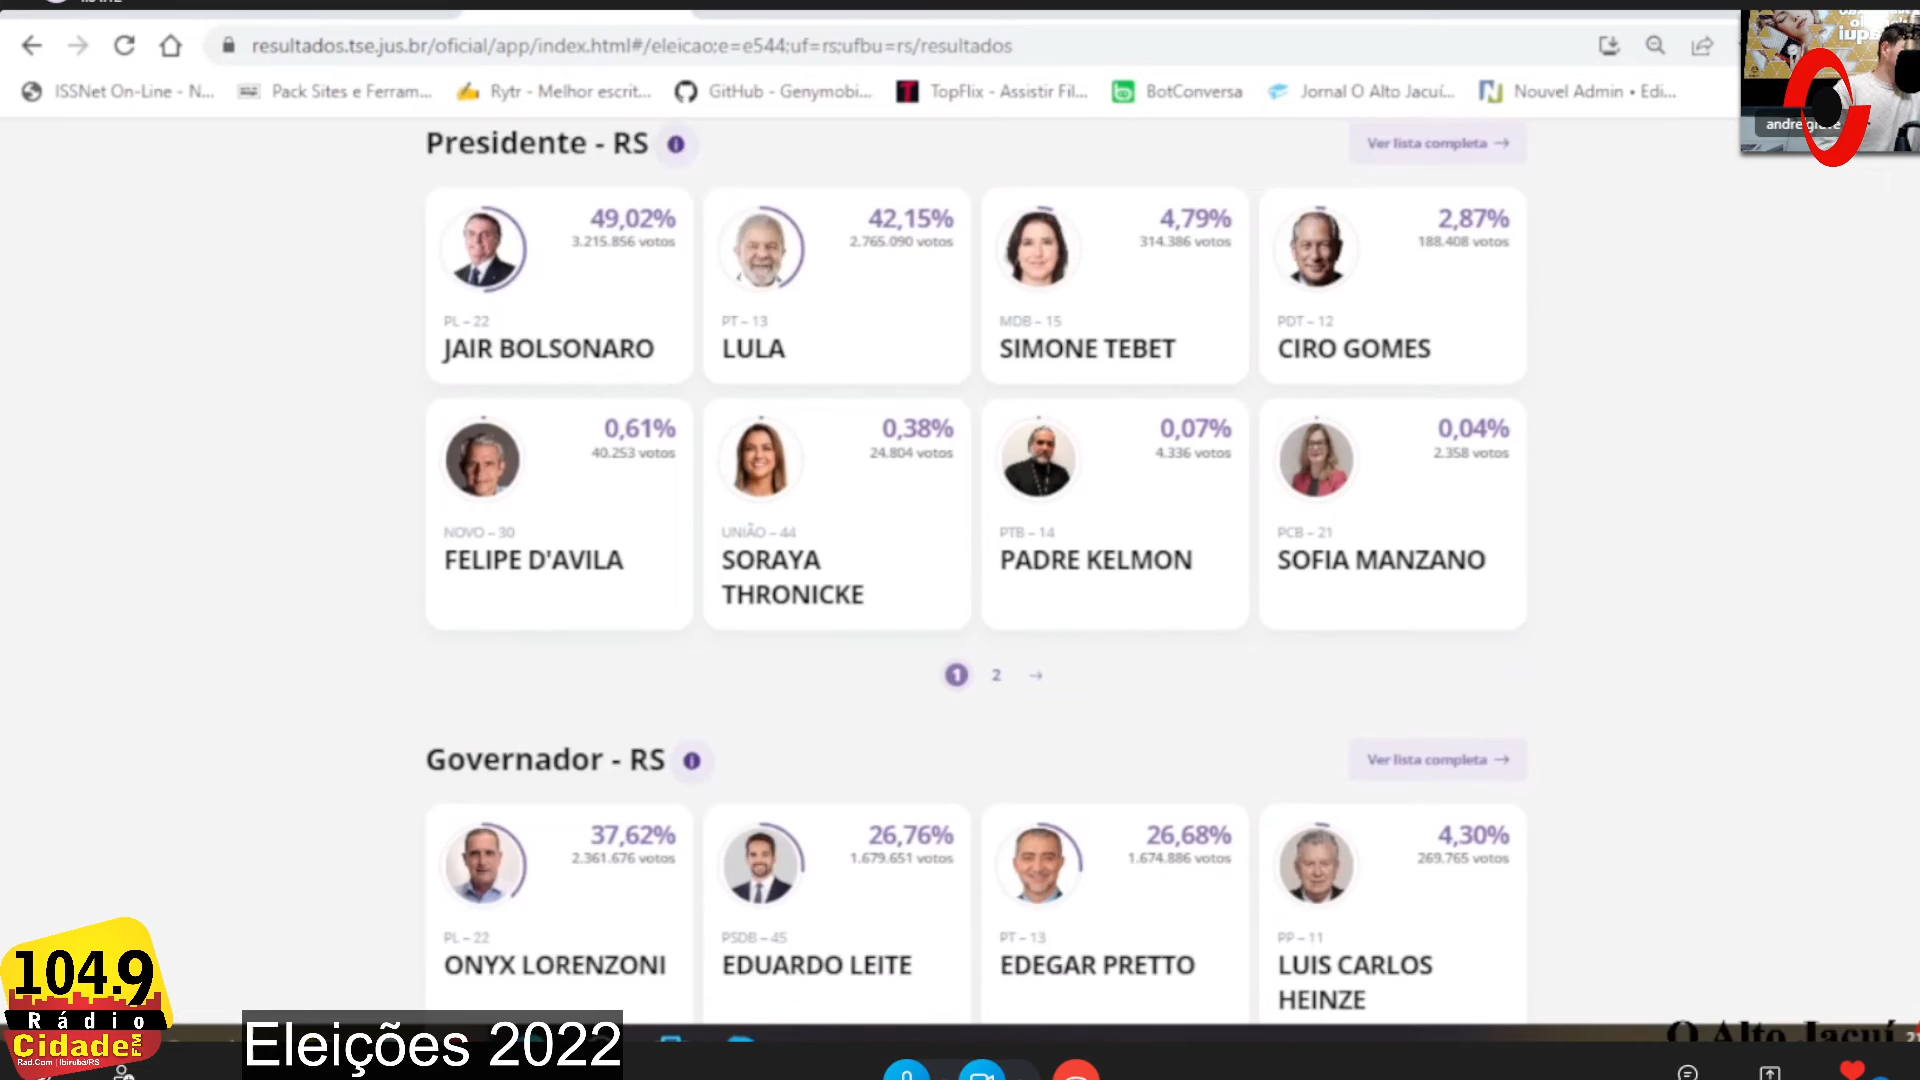 resultados.tse.jus.br/oficial/app/index.html#/eleicao;e=e544;uf=rs;ufbu=rs/resultados
ISSNet On-Line - N... Pack Sites e Ferram... Rytr - Melhor escrit... GitHub - Genymobi... TopFlix - Assistir Fil... BotConversa Jornal O Alto Jacuí... Nouvel Admin • Edi...
Presidente - RS
Ver lista completa →
49,02%
3.215.856 votos
PL – 22
JAIR BOLSONARO
42,15%
2.765.090 votos
PT – 13
LULA
4,79%
314.386 votos
MDB – 15
SIMONE TEBET
2,87%
188.408 votos
PDT – 12
CIRO GOMES
0,61%
40.253 votos
NOVO – 30
FELIPE D'AVILA
0,38%
24.804 votos
UNIÃO – 44
SORAYA
THRONICKE
0,07%
4.336 votos
PTB – 14
PADRE KELMON
0,04%
2.358 votos
PCB – 21
SOFIA MANZANO
1 2 →
Governador - RS
Ver lista completa →
37,62%
2.361.676 votos
PL – 22
ONYX LORENZONI
26,76%
1.679.651 votos
PSDB – 45
EDUARDO LEITE
26,68%
1.674.886 votos
PT – 13
EDEGAR PRETTO
4,30%
269.765 votos
PP – 11
LUIS CARLOS
HEINZE
104.9
Rádio
Cidade FM
Rad.Com | Ibirubá/RS
Eleições 2022
O Alto Jacuí